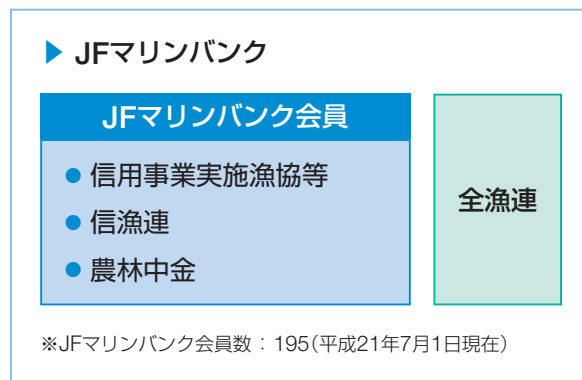 ▶ JFマリンバンク
JFマリンバンク会員
● 信用事業実施漁協等
● 信漁連
● 農林中金
全漁連
※JFマリンバンク会員数：195（平成21年7月1日現在）